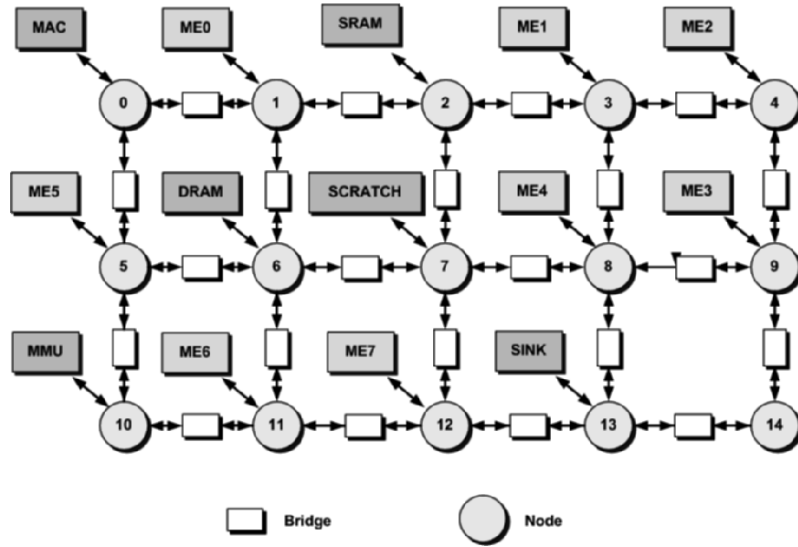 MAC ME0 SRAM ME1 ME2
0 1 2 3 4
ME5 DRAM SCRATCH ME4 ME3
5 6 7 8 9
MMU ME6 ME7 SINK
10 11 12 13 14
Bridge Node